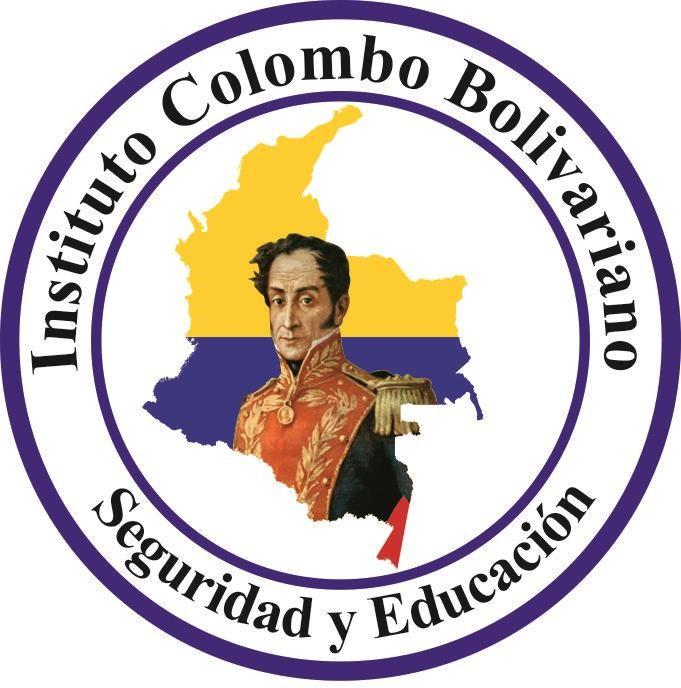 Instituto Colombo Bolivariano
Seguridad y Educación